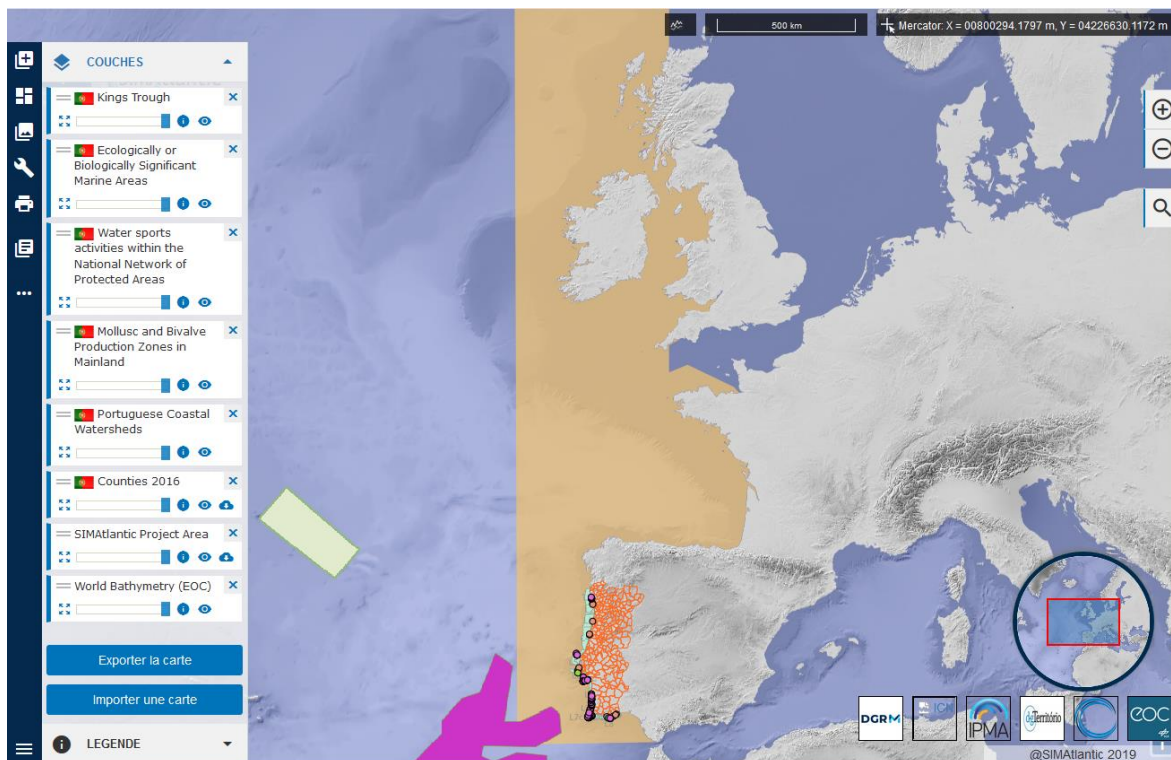 500 km
Mercator: X = 00800294.1797 m, Y = 04226630.1172 m
COUCHES
Kings Trough
Ecologically or
Biologically Significant
Marine Areas
Water sports
activities within the
National Network of
Protected Areas
Mollusc and Bivalve
Production Zones in
Mainland
Portuguese Coastal
Watersheds
Counties 2016
SIMAtlantic Project Area
World Bathymetry (EOC)
Exporter la carte
Importer une carte
LEGENDE
DGRM
IPMA
dgTerritório
eoc
@SIMAtlantic 2019